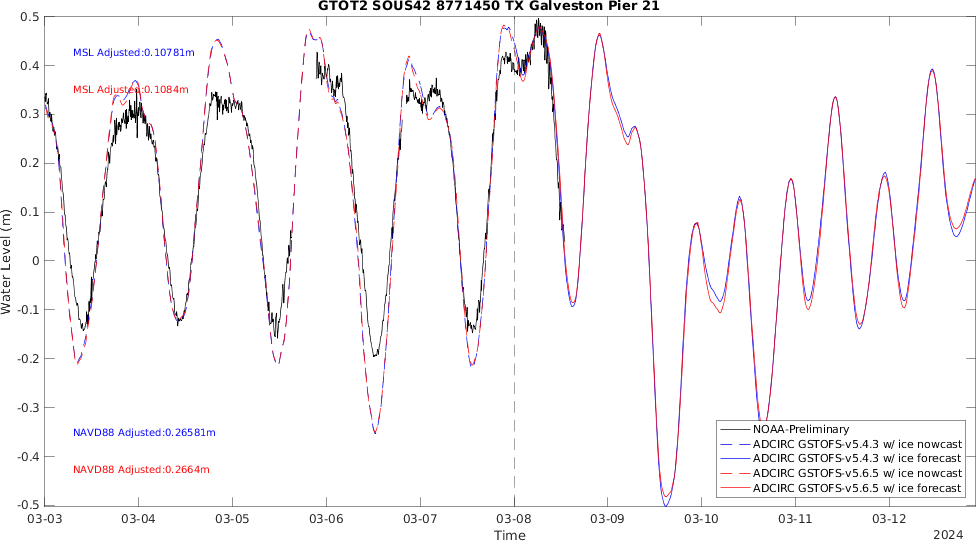 GTOT2 SOUS42 8771450 TX Galveston Pier 21
0.5
0.4
0.3
0.2
0.1
0
-0.1
-0.2
-0.3
-0.4
-0.5
Water Level (m)
MSL Adjusted:0.10781m
MSL Adjusted:0.1084m
NAVD88 Adjusted:0.26581m
NAVD88 Adjusted:0.2664m
NOAA-Preliminary
ADCIRC GSTOFS-v5.4.3 w/ ice nowcast
ADCIRC GSTOFS-v5.4.3 w/ ice forecast
ADCIRC GSTOFS-v5.6.5 w/ ice nowcast
ADCIRC GSTOFS-v5.6.5 w/ ice forecast
03-03 03-04 03-05 03-06 03-07 03-08 03-09 03-10 03-11 03-12
Time
2024